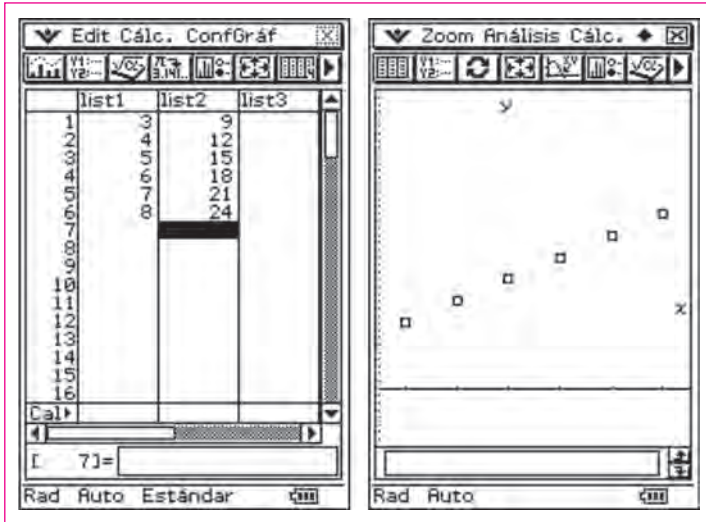 Edit Cálc. ConfGráf
list1 list2 list3
1 3 9
2 4 12
3 5 15
4 6 18
5 7 21
6 8 24
7
8
9
10
11
12
13
14
15
16
Cal
[ 7]=
Rad Auto Estándar
Zoom Análisis Cálc.
y
x
Rad Auto